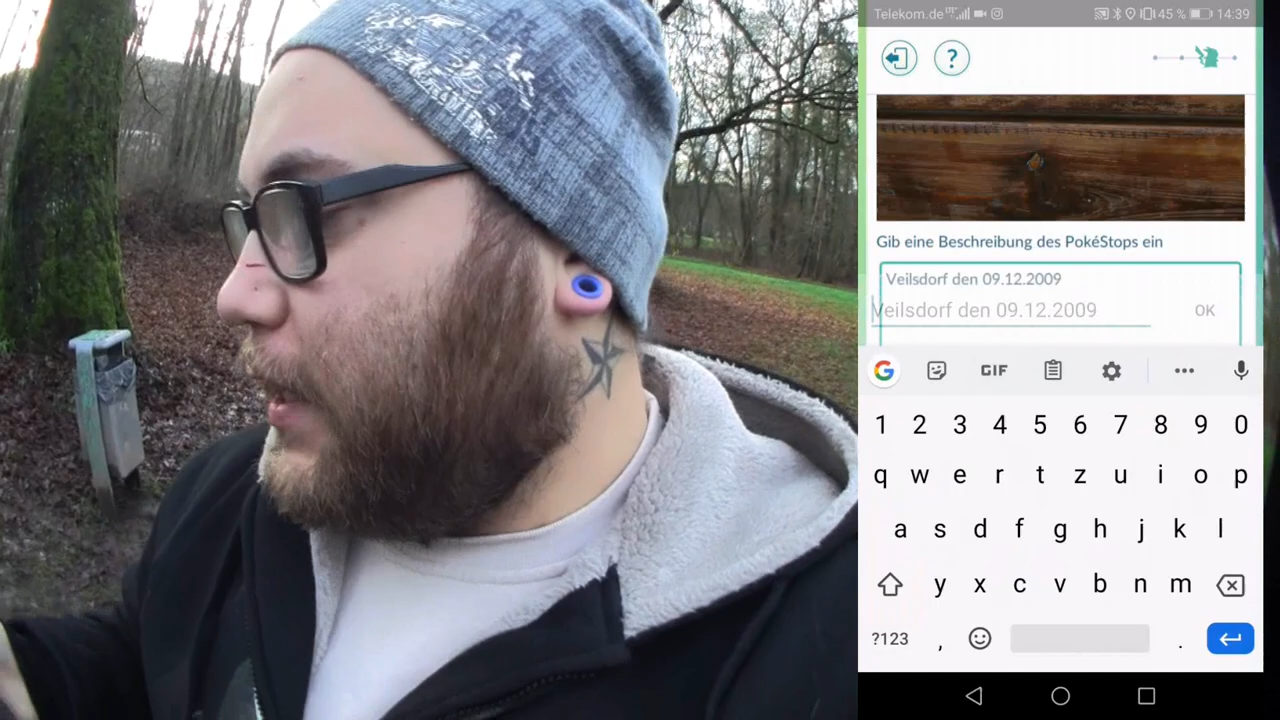 Telekom.de 45 % 14:39
?
Gib eine Beschreibung des PokéStops ein
Veilsdorf den 09.12.2009
Veilsdorf den 09.12.2009 OK
G GIF
1 2 3 4 5 6 7 8 9 0
q w e r t z u i o p
a s d f g h j k l
y x c v b n m
?123 , .